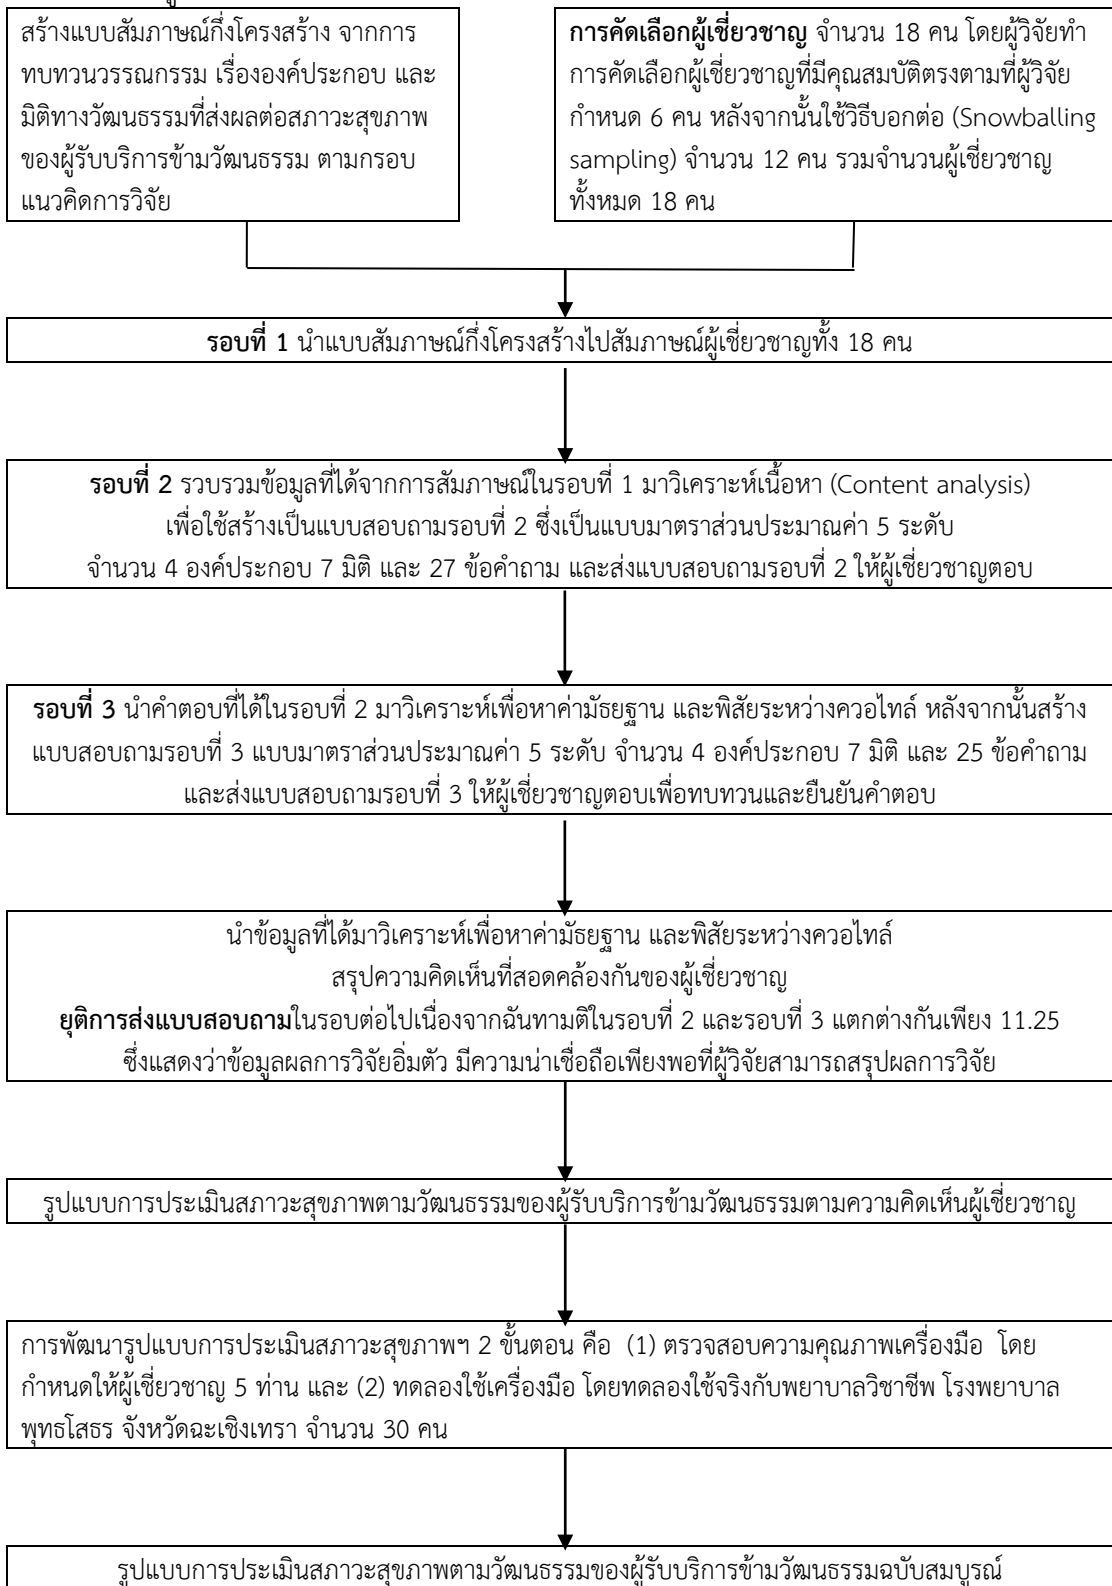 สร้างแบบสัมภาษณ์กึ่งโครงสร้าง จากการ
ทบทวนวรรณกรรม เรื่ององค์ประกอบ และ
มิติทางวัฒนธรรมที่ส่งผลต่อสภาวะสุขภาพ
ของผู้รับบริการข้ามวัฒนธรรม ตามกรอบ
แนวคิดการวิจัย
การคัดเลือกผู้เชี่ยวชาญ จำนวน 18 คน โดยผู้วิจัยทำ
การคัดเลือกผู้เชี่ยวชาญที่มีคุณสมบัติตรงตามที่ผู้วิจัย
กำหนด 6 คน หลังจากนั้นใช้วิธีบอกต่อ (Snowballing
sampling) จำนวน 12 คน รวมจำนวนผู้เชี่ยวชาญ
ทั้งหมด 18 คน
รอบที่ 1 นำแบบสัมภาษณ์กึ่งโครงสร้างไปสัมภาษณ์ผู้เชี่ยวชาญทั้ง 18 คน
รอบที่ 2 รวบรวมข้อมูลที่ได้จากการสัมภาษณ์ในรอบที่ 1 มาวิเคราะห์เนื้อหา (Content analysis)
เพื่อใช้สร้างเป็นแบบสอบถามรอบที่ 2 ซึ่งเป็นแบบมาตราส่วนประมาณค่า 5 ระดับ
จำนวน 4 องค์ประกอบ 7 มิติ และ 27 ข้อคำถาม และส่งแบบสอบถามรอบที่ 2 ให้ผู้เชี่ยวชาญตอบ
รอบที่ 3 นำคำตอบที่ได้ในรอบที่ 2 มาวิเคราะห์เพื่อหาค่ามัธยฐาน และพิสัยระหว่างควอไทล์ หลังจากนั้นสร้าง
แบบสอบถามรอบที่ 3 แบบมาตราส่วนประมาณค่า 5 ระดับ จำนวน 4 องค์ประกอบ 7 มิติ และ 25 ข้อคำถาม
และส่งแบบสอบถามรอบที่ 3 ให้ผู้เชี่ยวชาญตอบเพื่อทบทวนและยืนยันคำตอบ
นำข้อมูลที่ได้มาวิเคราะห์เพื่อหาค่ามัธยฐาน และพิสัยระหว่างควอไทล์
สรุปความคิดเห็นที่สอดคล้องกันของผู้เชี่ยวชาญ
ยุติการส่งแบบสอบถามในรอบต่อไปเนื่องจากฉันทามติในรอบที่ 2 และรอบที่ 3 แตกต่างกันเพียง 11.25
ซึ่งแสดงว่าข้อมูลผลการวิจัยอิ่มตัว มีความน่าเชื่อถือเพียงพอที่ผู้วิจัยสามารถสรุปผลการวิจัย
รูปแบบการประเมินสภาวะสุขภาพตามวัฒนธรรมของผู้รับบริการข้ามวัฒนธรรมตามความคิดเห็นผู้เชี่ยวชาญ
การพัฒนารูปแบบการประเมินสภาวะสุขภาพฯ 2 ขั้นตอน คือ (1) ตรวจสอบความคุณภาพเครื่องมือ โดย
กำหนดให้ผู้เชี่ยวชาญ 5 ท่าน และ (2) ทดลองใช้เครื่องมือ โดยทดลองใช้จริงกับพยาบาลวิชาชีพ โรงพยาบาล
พุทธโสธร จังหวัดฉะเชิงเทรา จำนวน 30 คน
รูปแบบการประเมินสภาวะสุขภาพตามวัฒนธรรมของผู้รับบริการข้ามวัฒนธรรมฉบับสมบูรณ์